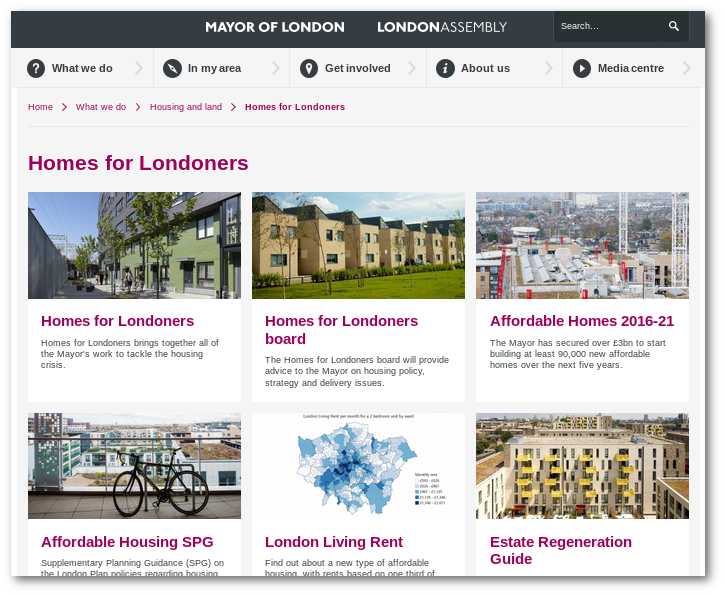 MAYOR OF LONDON LONDONASSEMBLY Search...
What we do In my area Get involved About us Media centre
Home What we do Housing and land Homes for Londoners
Homes for Londoners
Homes for Londoners
Homes for Londoners brings together all of
the Mayor's work to tackle the housing
crisis.
Homes for Londoners
board
The Homes for Londoners board will provide
advice to the Mayor on housing policy,
strategy and delivery issues.
Affordable Homes 2016-21
The Mayor has secured over £3bn to start
building at least 90,000 new affordable
homes over the next five years.
London Living Rent per month for a 2 bedroom unit by ward
Monthly rent
Affordable Housing SPG
Supplementary Planning Guidance (SPG) on
the London Plan policies regarding housing
London Living Rent
Find out about a new type of affordable
housing, with rents based on one third of
Estate Regeneration
Guide